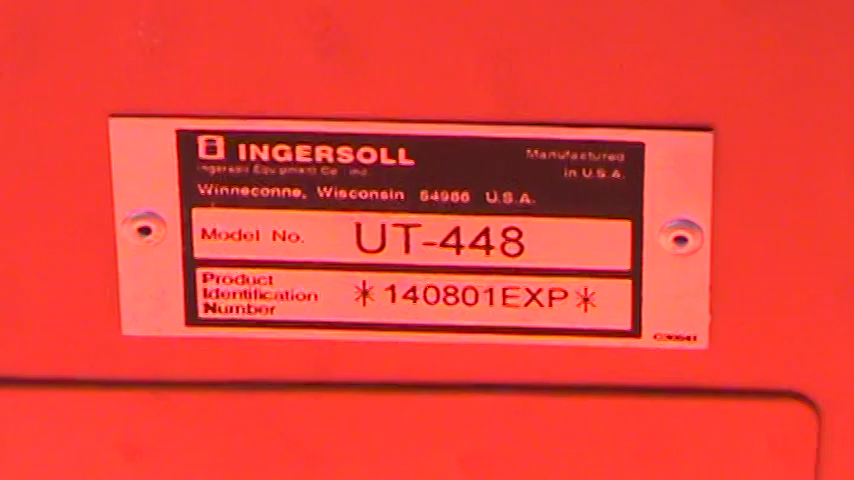 INGERSOLL
Manufactured
in U.S.A.
Ingersoll Equipment Co. Inc.
Winneconne, Wisconsin 54986 U.S.A.
Model No. UT-448
Product
Identification
Number
*140801EXP*